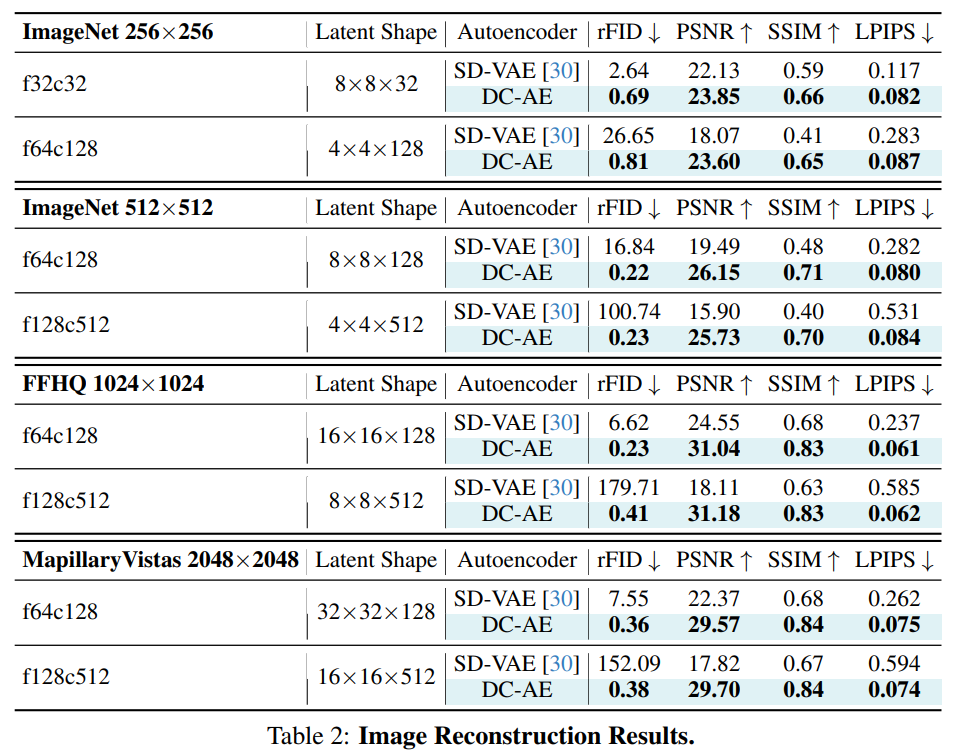 ImageNet 256×256 Latent Shape Autoencoder rFID ↓ PSNR ↑ SSIM ↑ LPIPS ↓
f32c32 8×8×32 SD-VAE [30] 2.64 22.13 0.59 0.117
DC-AE 0.69 23.85 0.66 0.082
f64c128 4×4×128 SD-VAE [30] 26.65 18.07 0.41 0.283
DC-AE 0.81 23.60 0.65 0.087
ImageNet 512×512 Latent Shape Autoencoder rFID ↓ PSNR ↑ SSIM ↑ LPIPS ↓
f64c128 8×8×128 SD-VAE [30] 16.84 19.49 0.48 0.282
DC-AE 0.22 26.15 0.71 0.080
f128c512 4×4×512 SD-VAE [30] 100.74 15.90 0.40 0.531
DC-AE 0.23 25.73 0.70 0.084
FFHQ 1024×1024 Latent Shape Autoencoder rFID ↓ PSNR ↑ SSIM ↑ LPIPS ↓
f64c128 16×16×128 SD-VAE [30] 6.62 24.55 0.68 0.237
DC-AE 0.23 31.04 0.83 0.061
f128c512 8×8×512 SD-VAE [30] 179.71 18.11 0.63 0.585
DC-AE 0.41 31.18 0.83 0.062
MapillaryVistas 2048×2048 Latent Shape Autoencoder rFID ↓ PSNR ↑ SSIM ↑ LPIPS ↓
f64c128 32×32×128 SD-VAE [30] 7.55 22.37 0.68 0.262
DC-AE 0.36 29.57 0.84 0.075
f128c512 16×16×512 SD-VAE [30] 152.09 17.82 0.67 0.594
DC-AE 0.38 29.70 0.84 0.074
Table 2: Image Reconstruction Results.